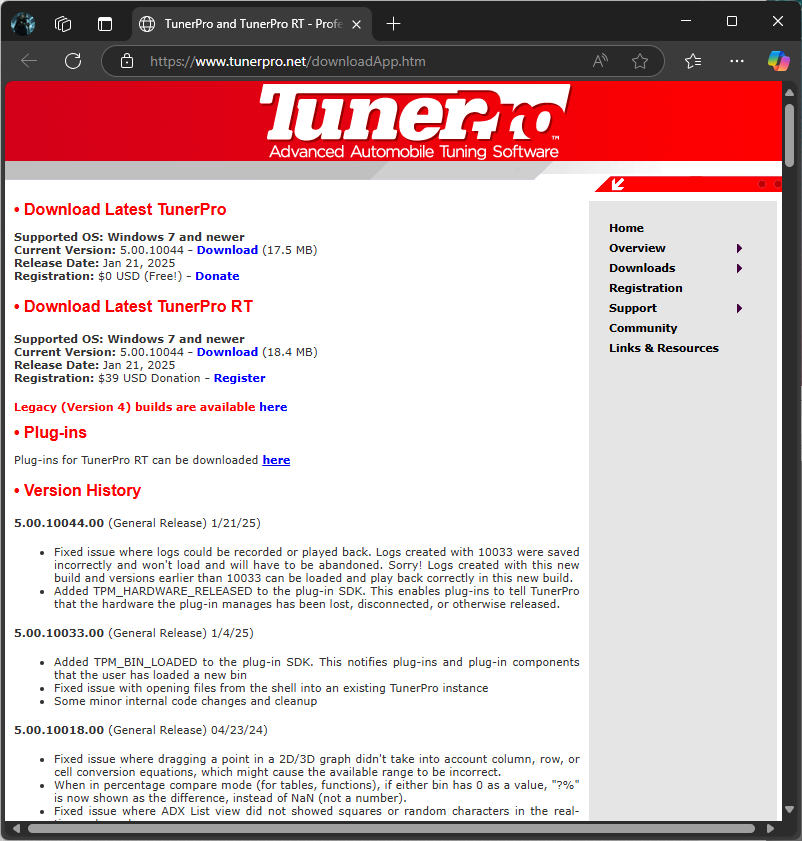 TunerPro and TunerPro RT - Profe
https://www.tunerpro.net/downloadApp.htm
TunerPro™
Advanced Automobile Tuning Software
• Download Latest TunerPro
Supported OS: Windows 7 and newer
Current Version: 5.00.10044 - Download (17.5 MB)
Release Date: Jan 21, 2025
Registration: $0 USD (Free!) - Donate
• Download Latest TunerPro RT
Supported OS: Windows 7 and newer
Current Version: 5.00.10044 - Download (18.4 MB)
Release Date: Jan 21, 2025
Registration: $39 USD Donation - Register
Legacy (Version 4) builds are available here
• Plug-ins
Plug-ins for TunerPro RT can be downloaded here
• Version History
5.00.10044.00 (General Release) 1/21/25)
• Fixed issue where logs could be recorded or played back. Logs created with 10033 were saved
incorrectly and won't load and will have to be abandoned. Sorry! Logs created with this new
build and versions earlier than 10033 can be loaded and play back correctly in this new build.
• Added TPM_HARDWARE_RELEASED to the plug-in SDK. This enables plug-ins to tell TunerPro
that the hardware the plug-in manages has been lost, disconnected, or otherwise released.
5.00.10033.00 (General Release) 1/4/25)
• Added TPM_BIN_LOADED to the plug-in SDK. This notifies plug-ins and plug-in components
that the user has loaded a new bin
• Fixed issue with opening files from the shell into an existing TunerPro instance
• Some minor internal code changes and cleanup
5.00.10018.00 (General Release) 04/23/24)
• Fixed issue where dragging a point in a 2D/3D graph didn't take into account column, row, or
cell conversion equations, which might cause the available range to be incorrect.
• When in percentage compare mode (for tables, functions), if either bin has 0 as a value, "?%"
is now shown as the difference, instead of NaN (not a number).
• Fixed issue where ADX List view did not showed squares or random characters in the real-
Home
Overview
Downloads
Registration
Support
Community
Links & Resources